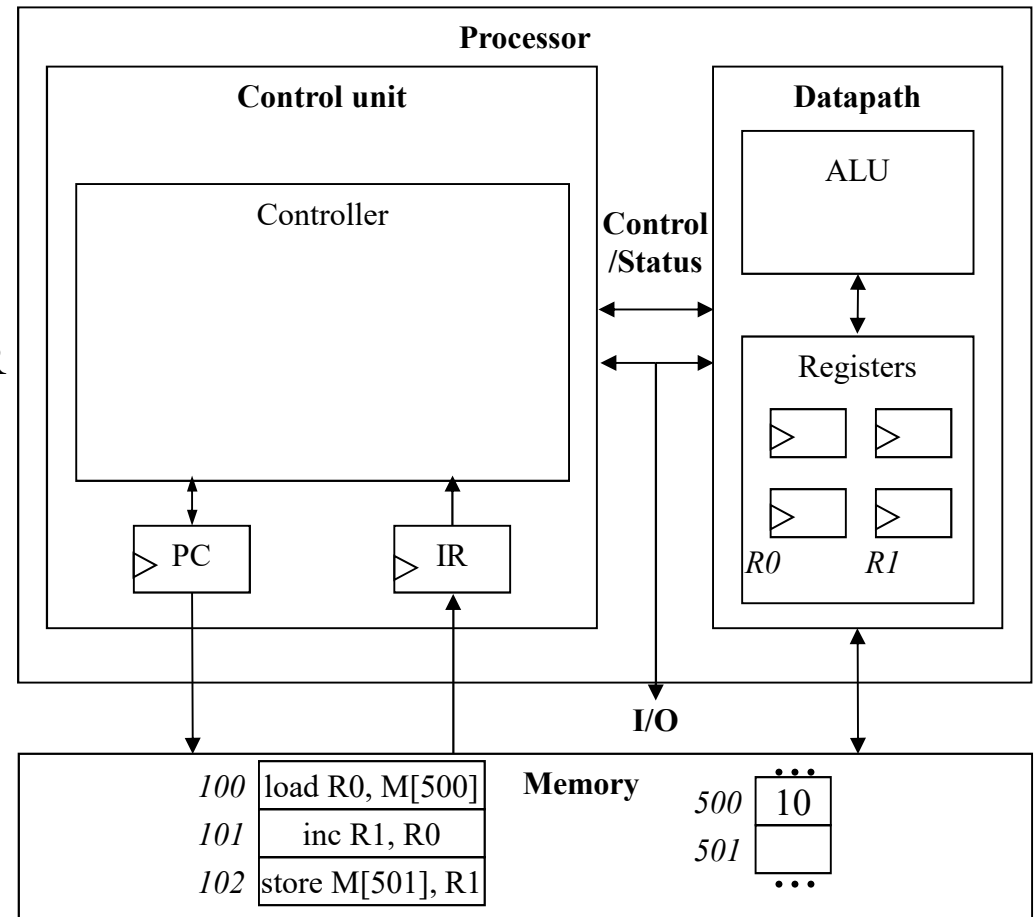 Processor
Control unit
Datapath
ALU
Controller
Control
/Status
R
Registers
R0
R1
PC
IR
I/O
Memory
100 load R0, M[500]
101 inc R1, R0
102 store M[501], R1
•••
500 10
501
•••